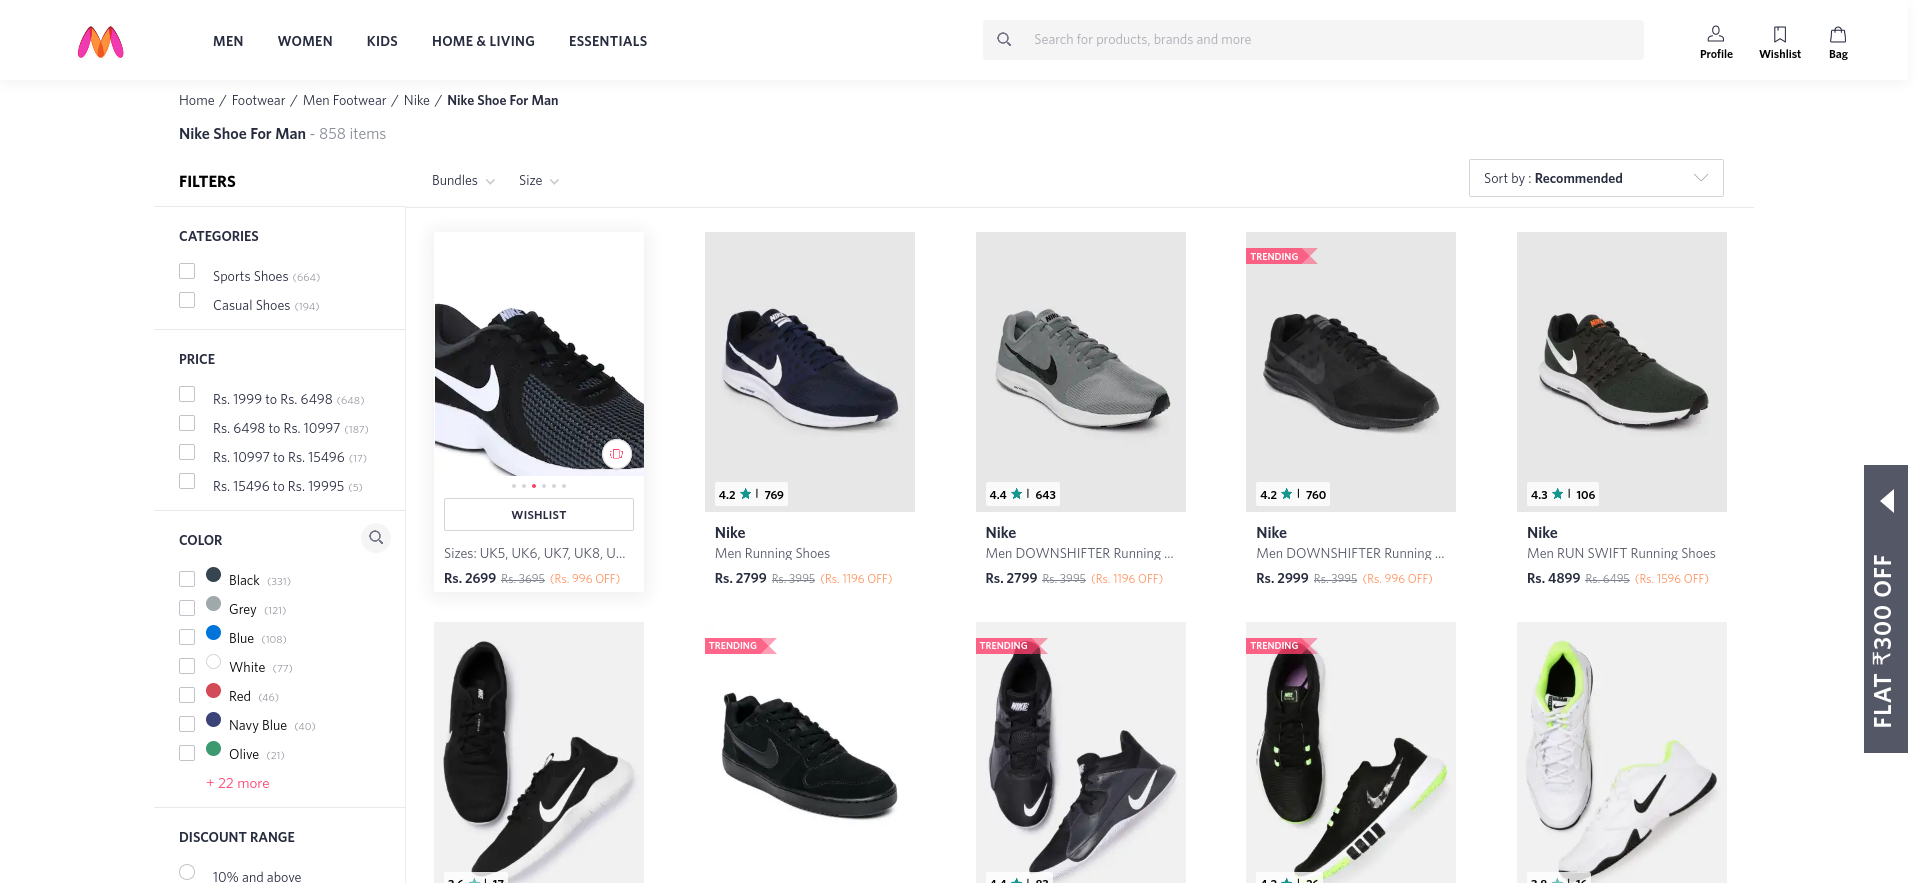 MEN WOMEN KIDS HOME & LIVING ESSENTIALS
Search for products, brands and more
Profile Wishlist Bag
Home / Footwear / Men Footwear / Nike / Nike Shoe For Man
Nike Shoe For Man - 858 items
FILTERS
Bundles Size
Sort by : Recommended
CATEGORIES
Sports Shoes (664)
Casual Shoes (194)
PRICE
Rs. 1999 to Rs. 6498 (648)
Rs. 6498 to Rs. 10997 (187)
Rs. 10997 to Rs. 15496 (17)
Rs. 15496 to Rs. 19995 (5)
COLOR
Black (331)
Grey (121)
Blue (108)
White (77)
Red (46)
Navy Blue (40)
Olive (21)
+ 22 more
DISCOUNT RANGE
10% and above
NIKE
WISHLIST
Sizes: UK5, UK6, UK7, UK8, U...
Rs. 2699 Rs. 3695 (Rs. 996 OFF)
NIKE
4.2 | 769
Nike
Men Running Shoes
Rs. 2799 Rs. 3995 (Rs. 1196 OFF)
NIKE
4.4 | 643
Nike
Men DOWNSHIFTER Running ...
Rs. 2799 Rs. 3995 (Rs. 1196 OFF)
TRENDING
4.2 | 760
Nike
Men DOWNSHIFTER Running ...
Rs. 2999 Rs. 3995 (Rs. 996 OFF)
NIKE
4.3 | 106
Nike
Men RUN SWIFT Running Shoes
Rs. 4899 Rs. 6495 (Rs. 1596 OFF)
NIKE
TRENDING
TRENDING
NIKE
TRENDING
FLAT ₹300 OFF